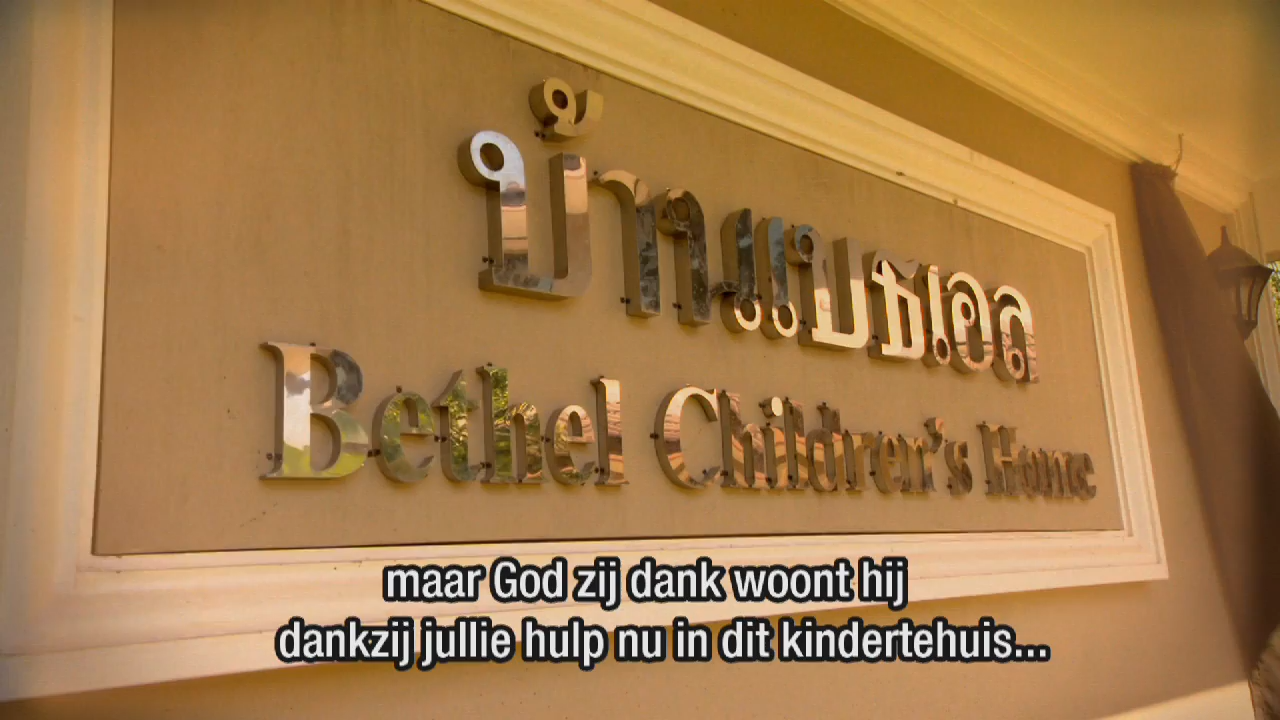 บ้านเบธเอล
Bethel Children's Home
maar God zij dank woont hij
dankzij jullie hulp nu in dit kindertehuis...